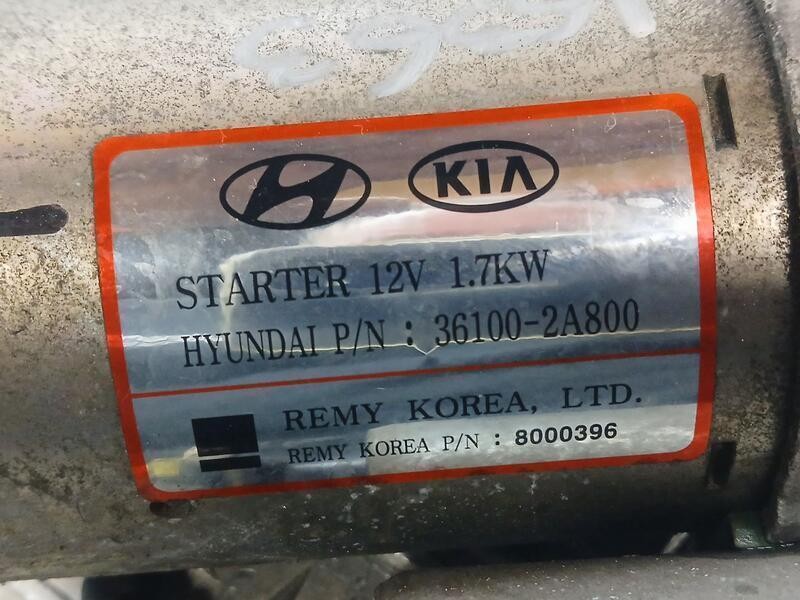 KIA
STARTER 12V 1.7KW
HYUNDAI P/N : 36100-2A800
REMY KOREA, LTD.
REMY KOREA P/N : 8000396